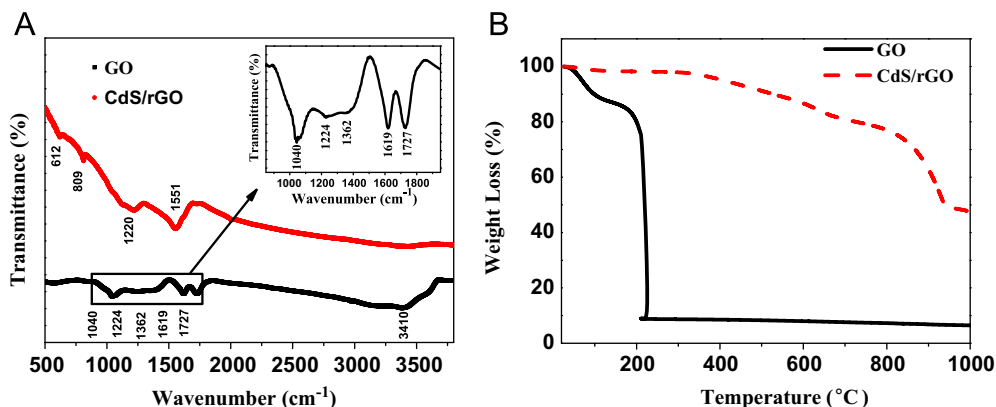 A
Transmittance (%)
GO
CdS/rGO
612
809
1220
1551
1040
1224
1362
1619
1727
3410
500 1000 1500 2000 2500 3000 3500
Wavenumber (cm-1)
Transmittance (%)
1040
1224
1362
1619
1727
1000 1200 1400 1600 1800
Wavenumber (cm-1)
B
Weight Loss (%)
GO
CdS/rGO
100
80
60
40
20
10
0
0 200 400 600 800 1000
Temperature (°C)